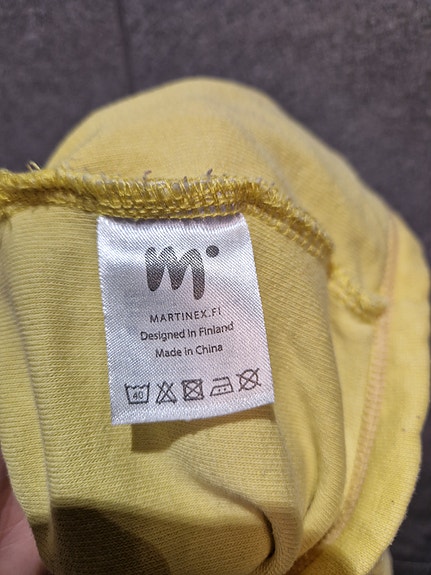 m
MARTINEX.FI
Designed in Finland
Made in China
40